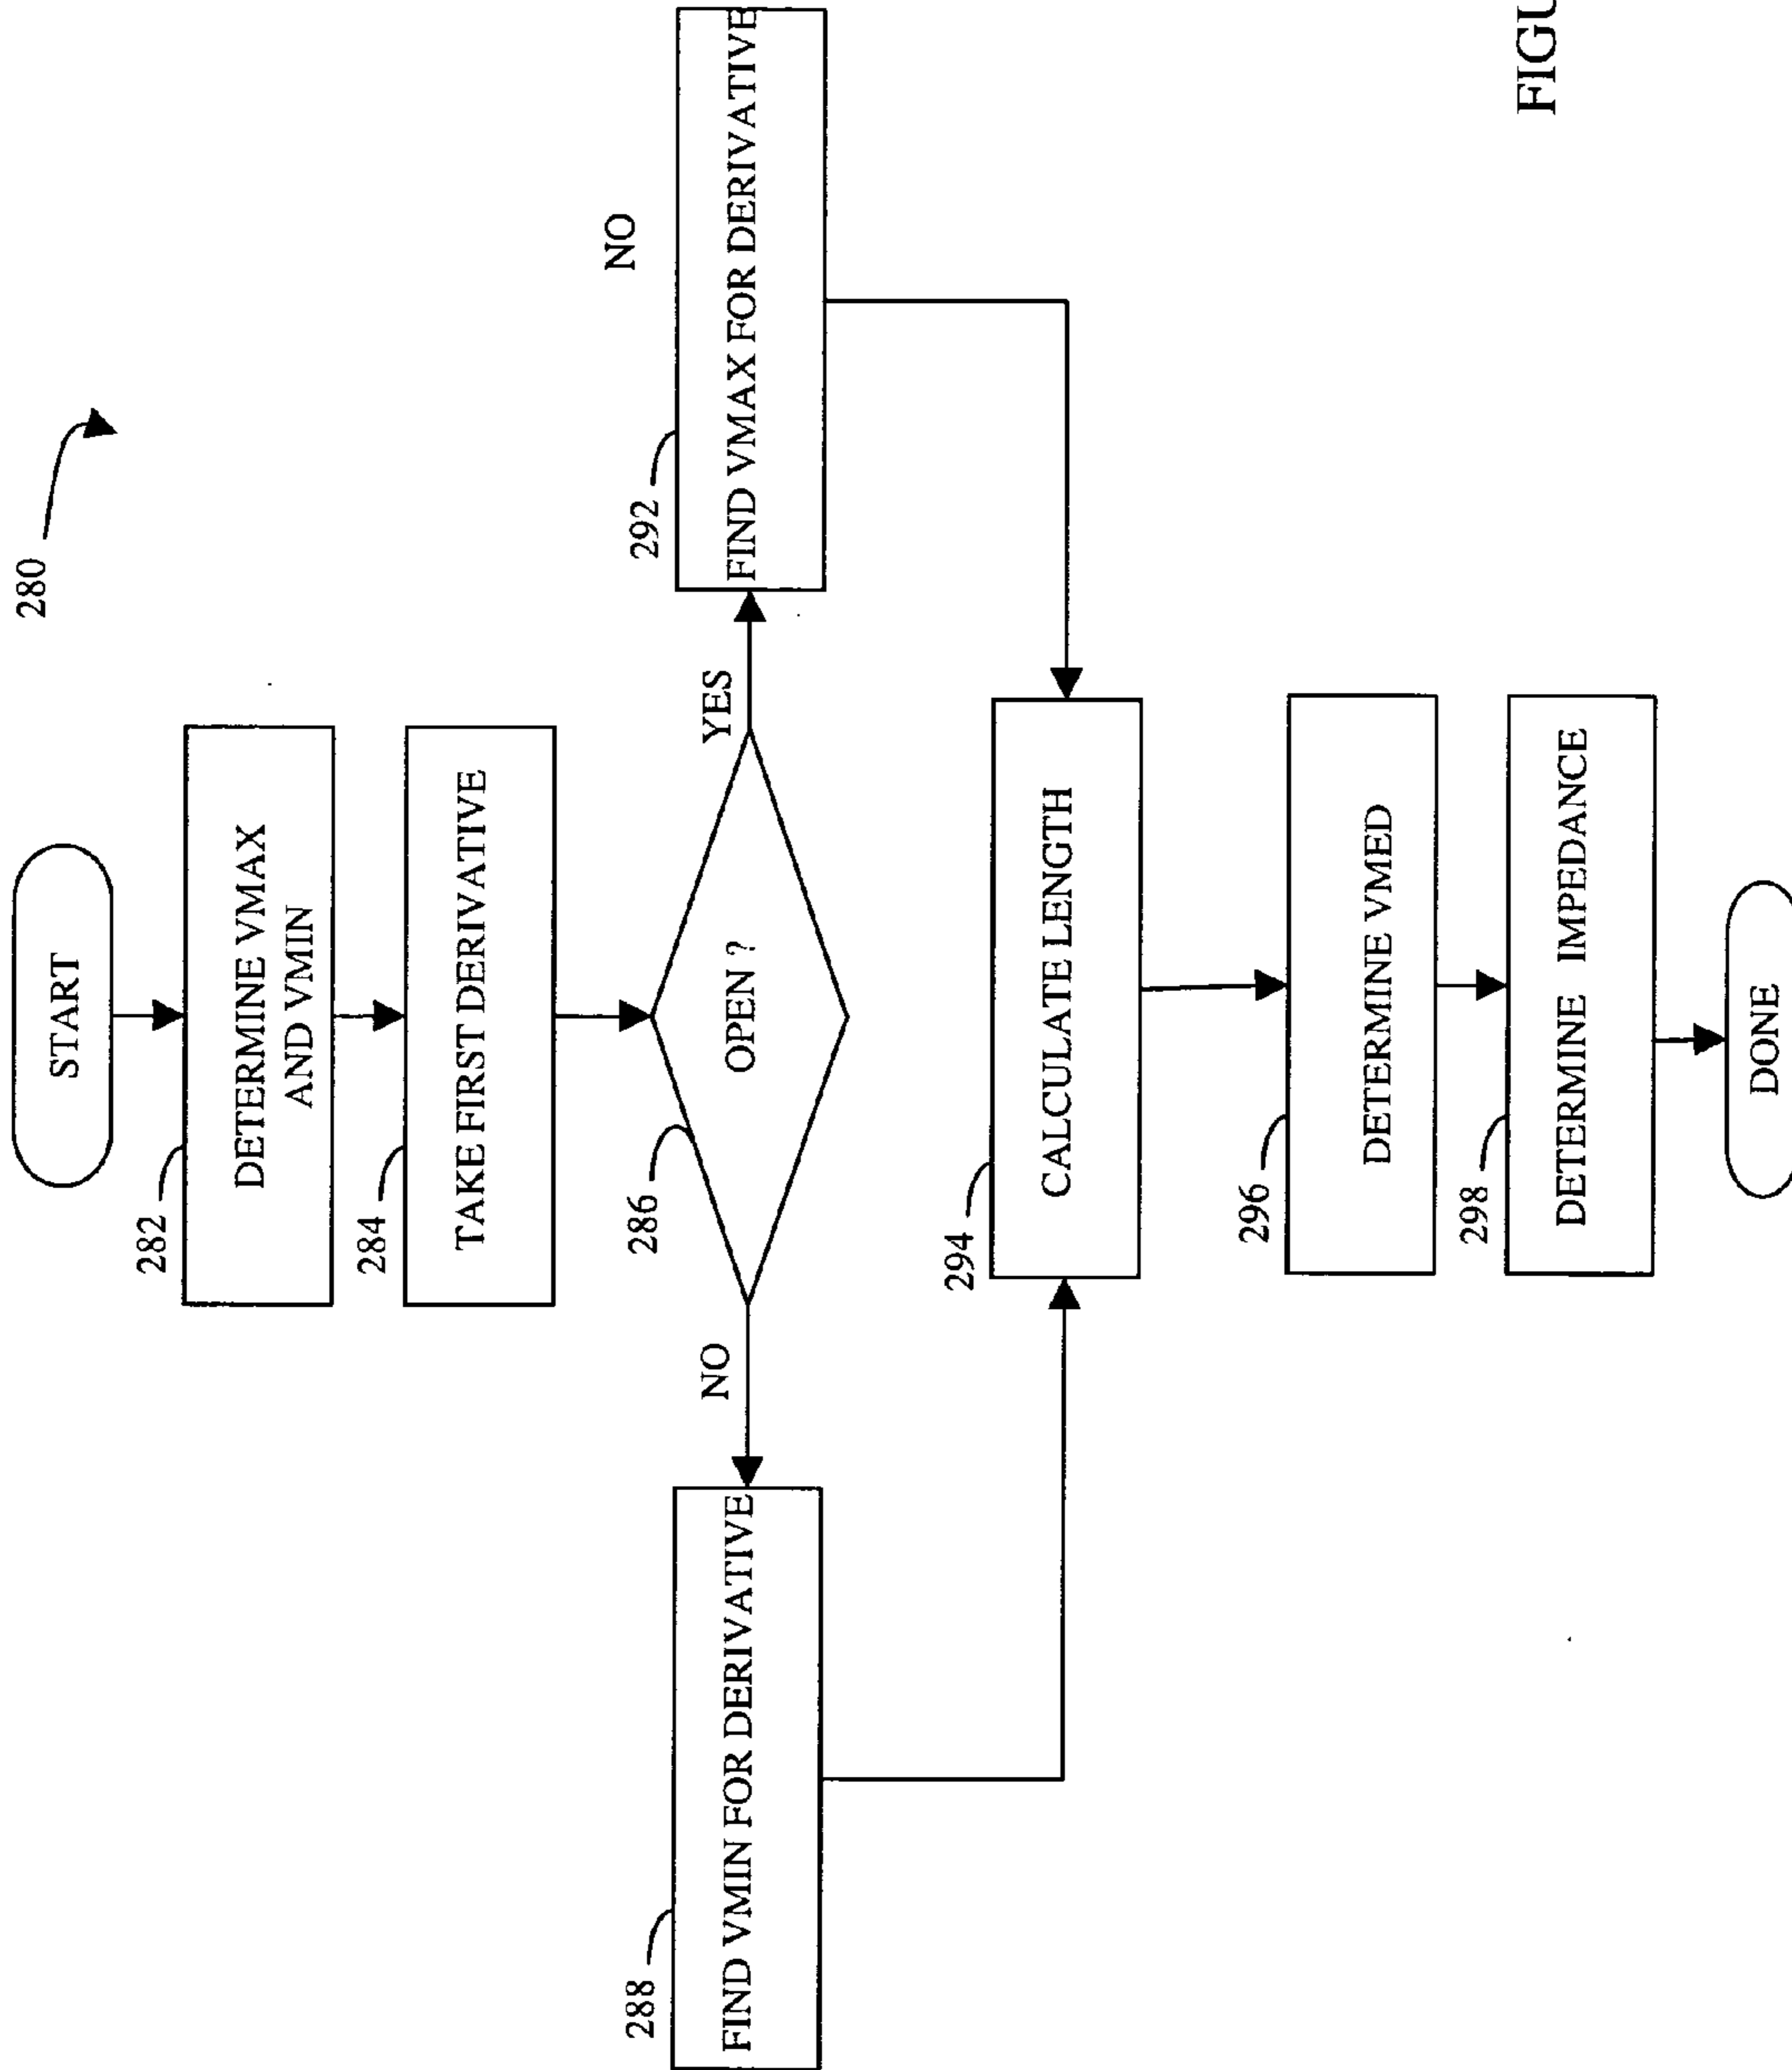 280
START
282
DETERMINE VMAX
AND VMIN
284
TAKE FIRST DERIVATIVE
286
OPEN ?
NO
YES
NO
288
FIND VMIN FOR DERIVATIVE
292
FIND VMAX FOR DERIVATIVE
294
CALCULATE LENGTH
296
DETERMINE VMED
298
DETERMINE IMPEDANCE
DONE